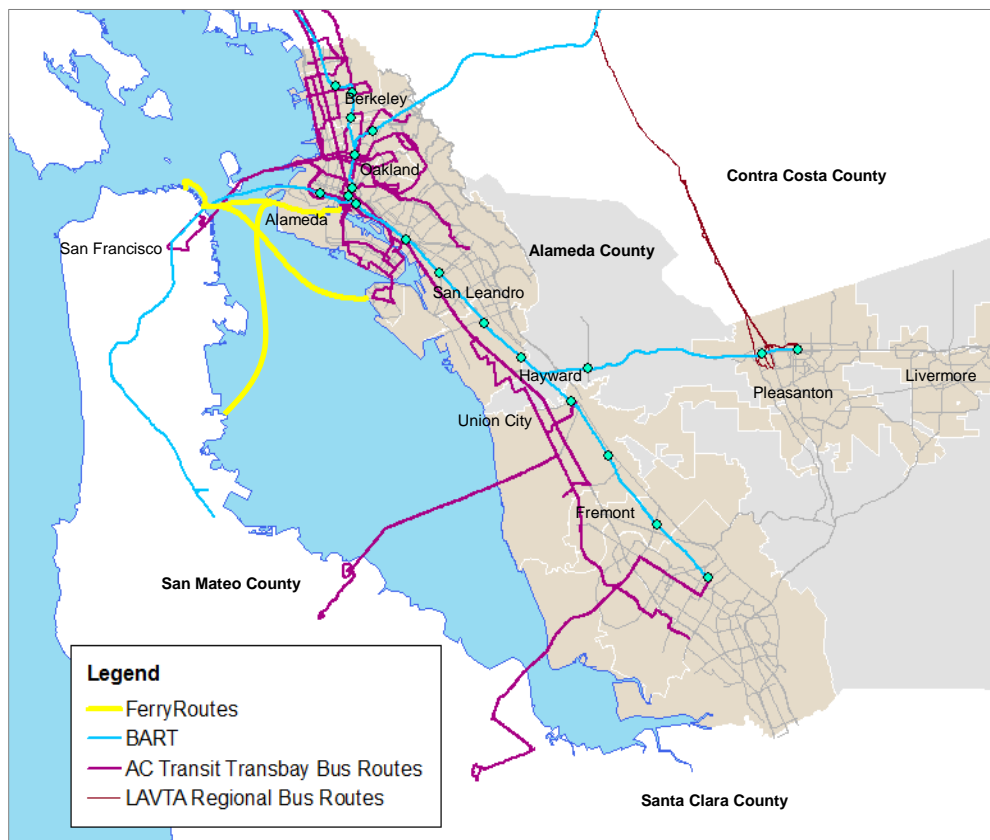 Berkeley
Oakland
Contra Costa County
Alameda
San Francisco
Alameda County
San Leandro
Hayward
Pleasanton
Livermore
Union City
Fremont
San Mateo County
Legend
FerryRoutes
BART
AC Transit Transbay Bus Routes
LAVTA Regional Bus Routes
Santa Clara County